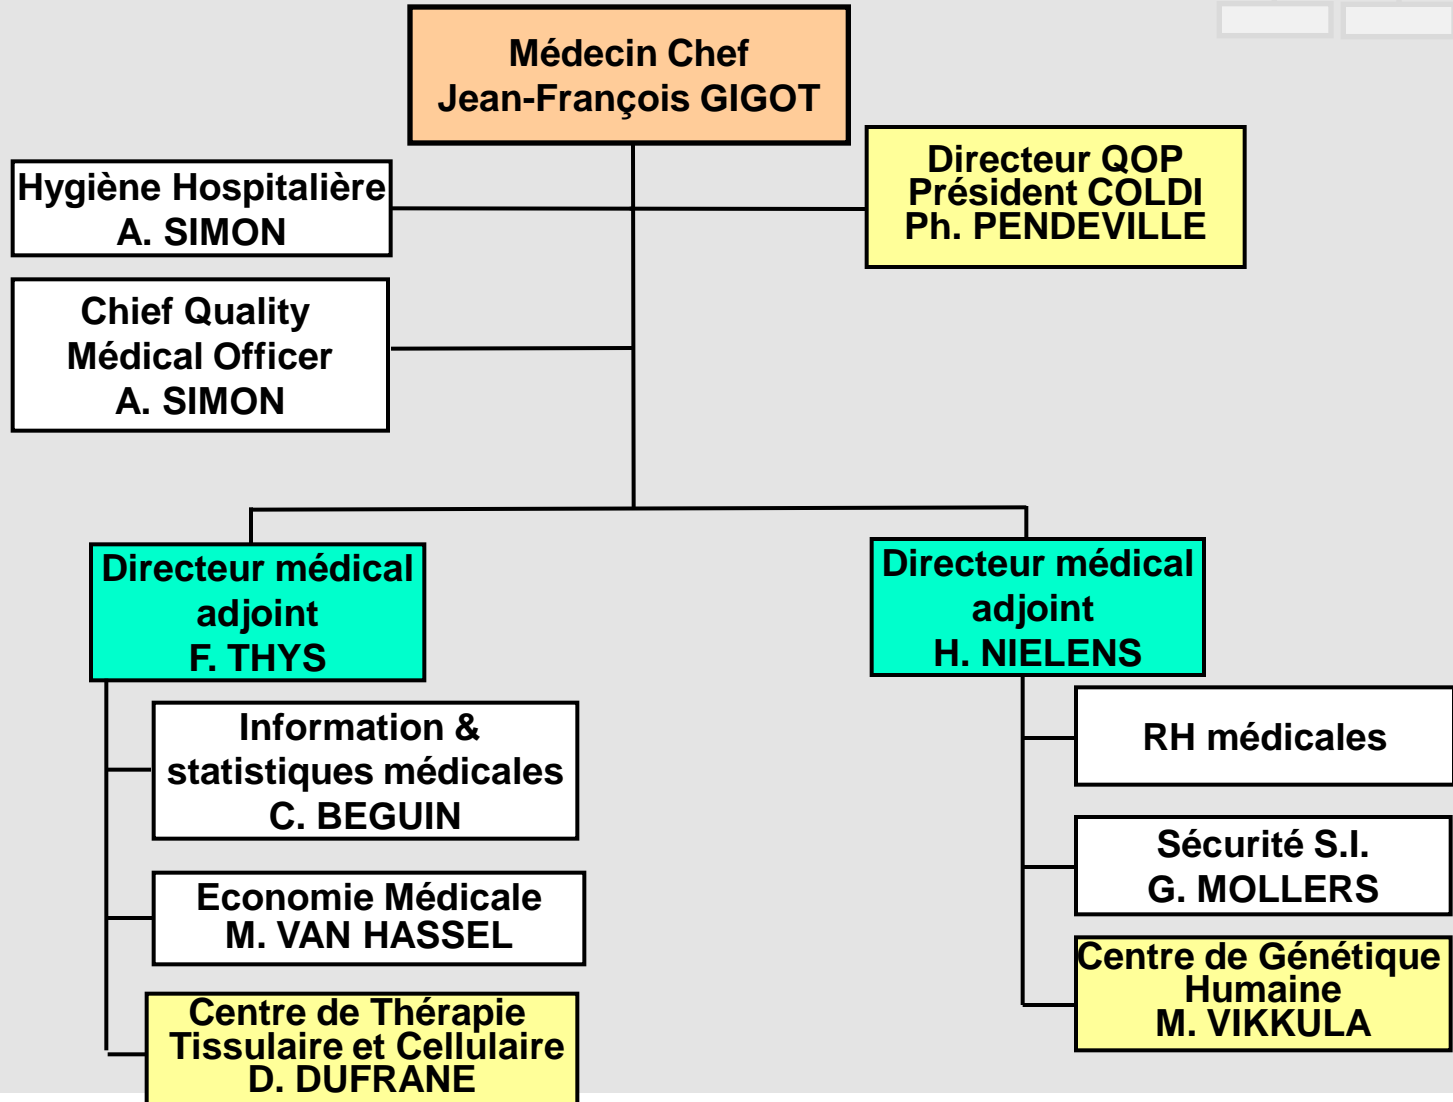 Médecin Chef
Jean-François GIGOT
Directeur QOP
Président COLDI
Ph. PENDEVILLE
Hygiène Hospitalière
A. SIMON
Chief Quality
Médical Officer
A. SIMON
Directeur médical
adjoint
F. THYS
Information &
statistiques médicales
C. BEGUIN
Economie Médicale
M. VAN HASSEL
Centre de Thérapie
Tissulaire et Cellulaire
D. DUFRANE
Directeur médical
adjoint
H. NIELENS
RH médicales
Sécurité S.I.
G. MOLLERS
Centre de Génétique
Humaine
M. VIKKULA